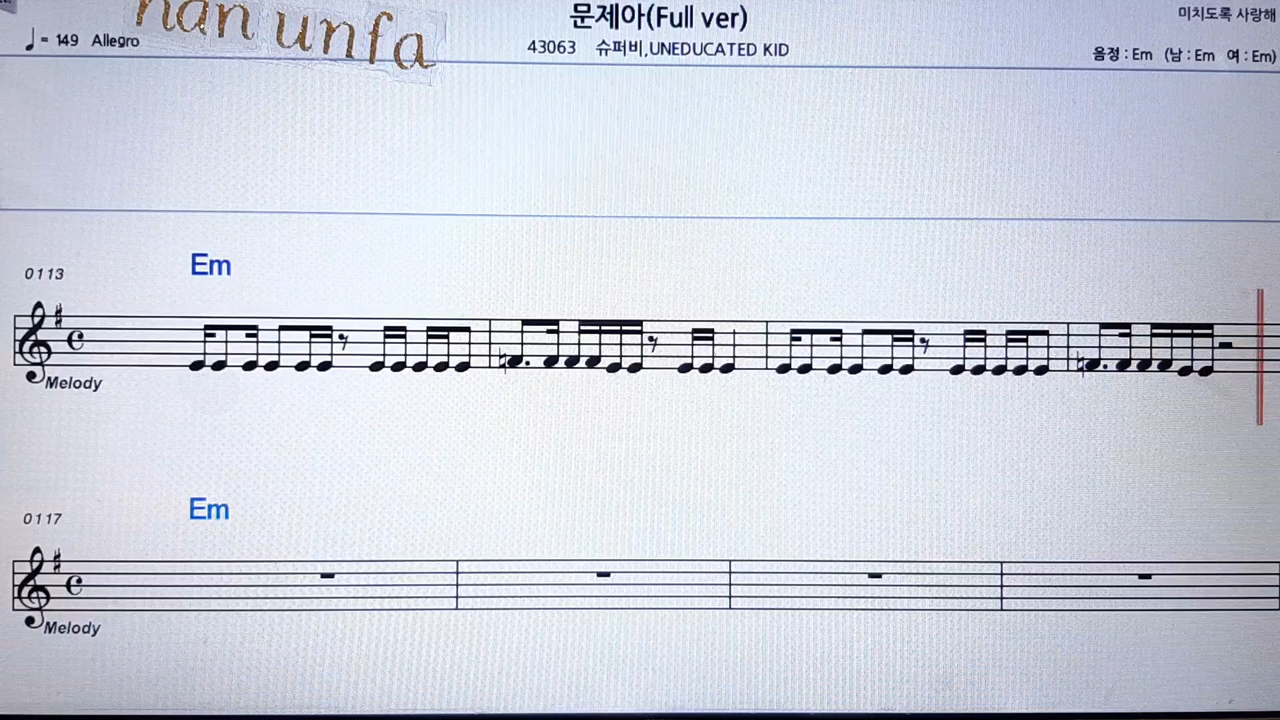 nan unfa
문제아(Full ver)
미치도록 사랑해
♩= 149 Allegro
43063 슈퍼비,UNEDUCATED KID
음정 : Em (남 : Em 여 : Em)
Em
0113
Melody
Em
0117
Melody